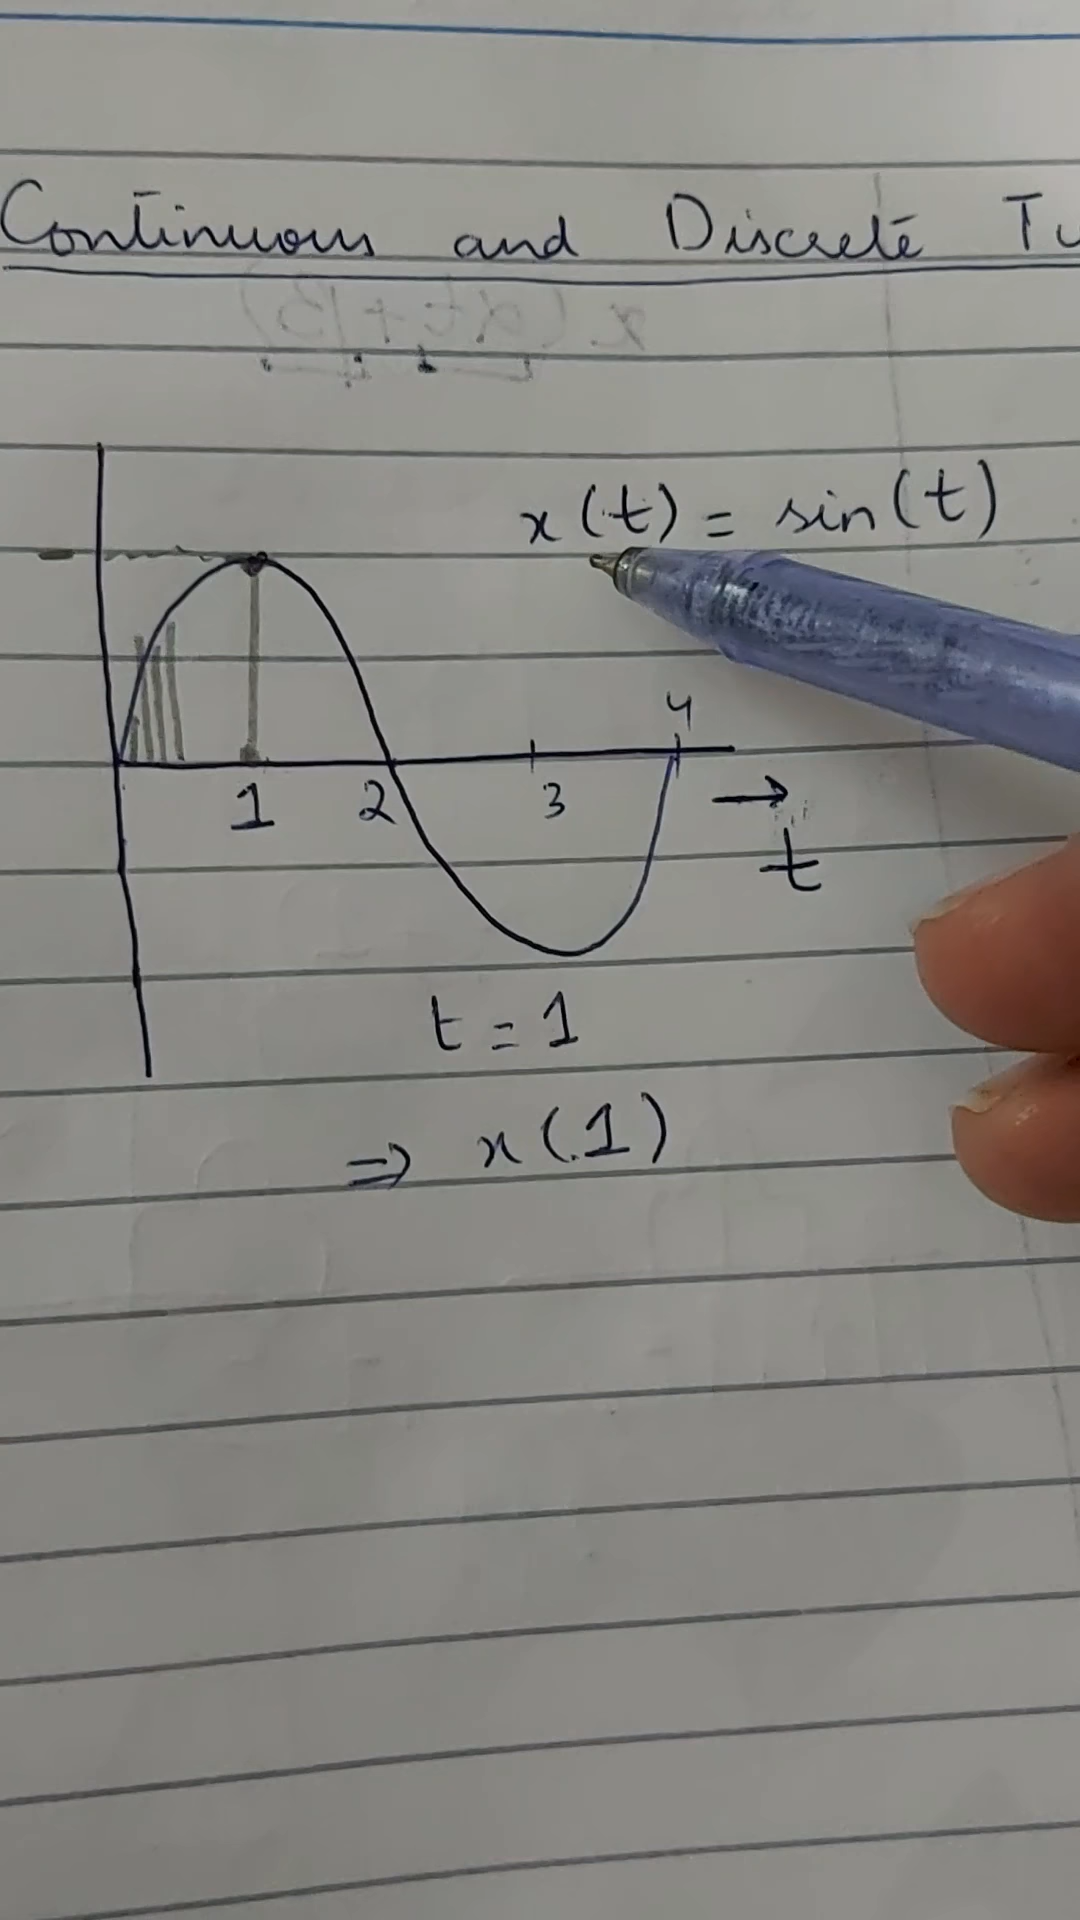 Continuous and Discrete
x(t) = sin(t)
4
1 2 3
t
t = 1
⇒ x(1)